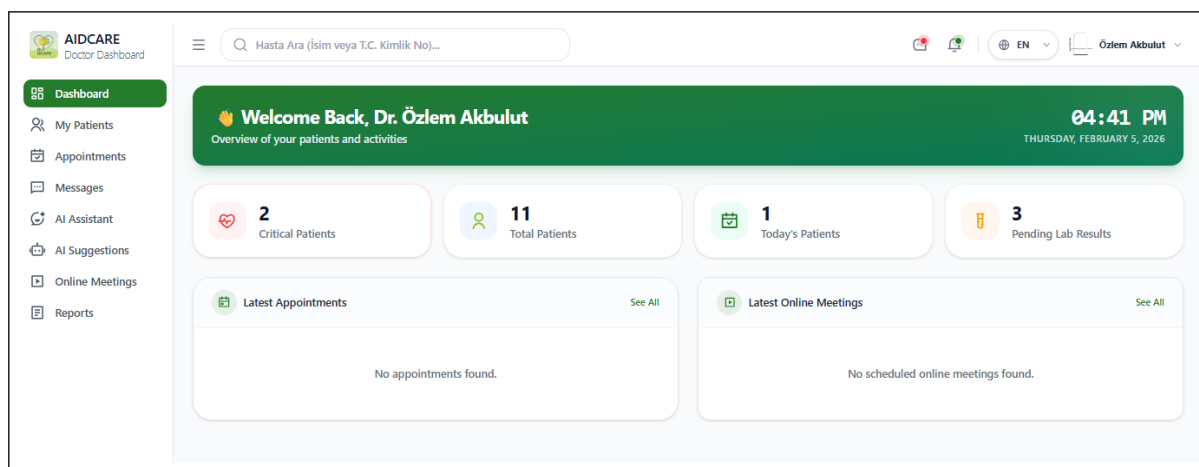 AIDCARE
Doctor Dashboard
Hasta Ara (İsim veya T.C. Kimlik No)...
EN
Özlem Akbulut
Dashboard
My Patients
Appointments
Messages
AI Assistant
AI Suggestions
Online Meetings
Reports
Welcome Back, Dr. Özlem Akbulut
Overview of your patients and activities
04:41 PM
THURSDAY, FEBRUARY 5, 2026
2
Critical Patients
11
Total Patients
1
Today's Patients
3
Pending Lab Results
Latest Appointments
See All
No appointments found.
Latest Online Meetings
See All
No scheduled online meetings found.